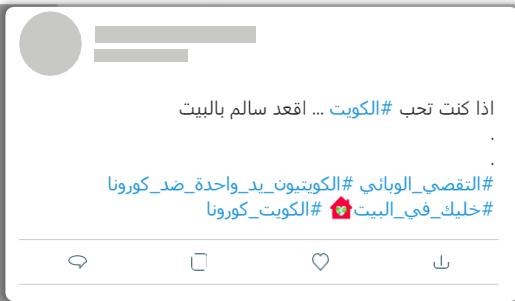 اذا كنت تحب #الكويت ... اقعد سالم بالبيت
.
.
#التقصي_الوبائي #الكويتيون_يد_واحدة_ضد_كورونا
#خليك_في_البيت #الكويت_كورونا